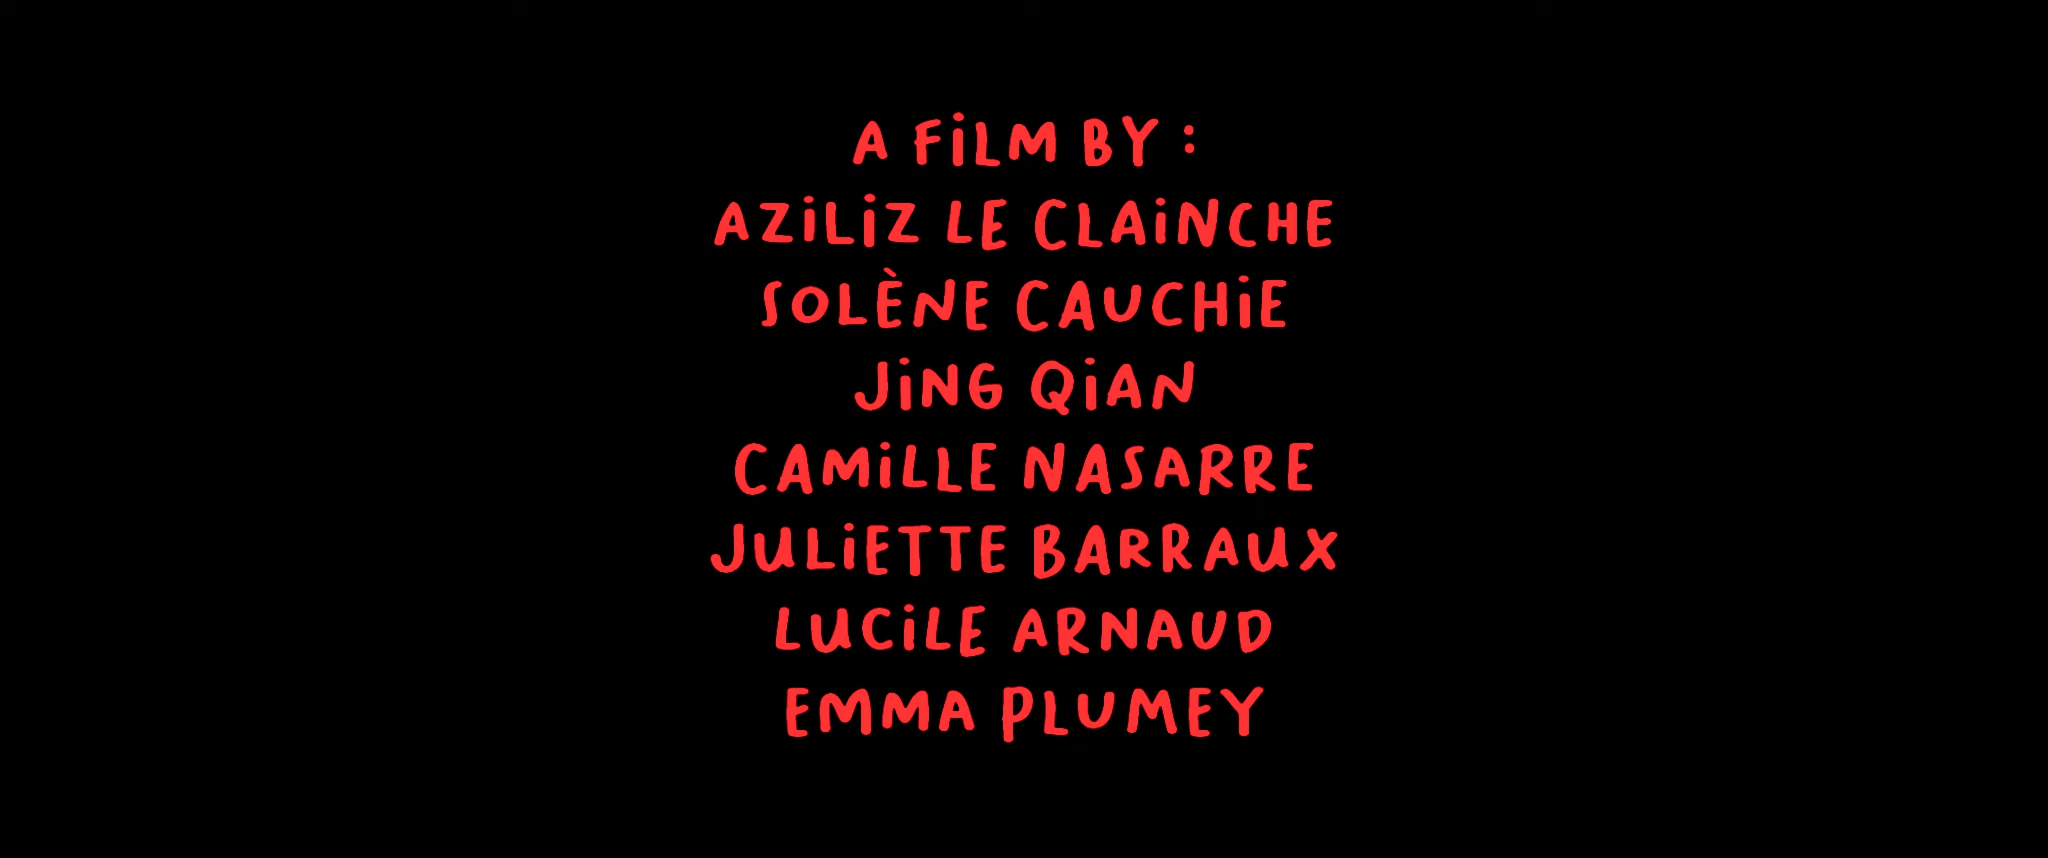 A FILM BY :
AZILIZ LE CLAINCHE
SOLÈNE CAUCHIE
JING QIAN
CAMILLE NASARRE
JULIETTE BARRAUX
LUCILE ARNAUD
EMMA PLUMEY